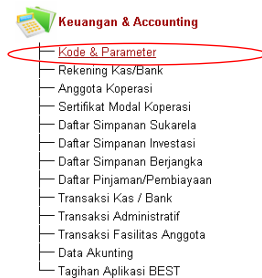 Keuangan & Accounting
Kode & Parameter
Rekening Kas/Bank
Anggota Koperasi
Sertifikat Modal Koperasi
Daftar Simpanan Sukarela
Daftar Simpanan Investasi
Daftar Simpanan Berjangka
Daftar Pinjaman/Pembiayaan
Transaksi Kas / Bank
Transaksi Administratif
Transaksi Fasilitas Anggota
Data Akunting
Tagihan Aplikasi BEST